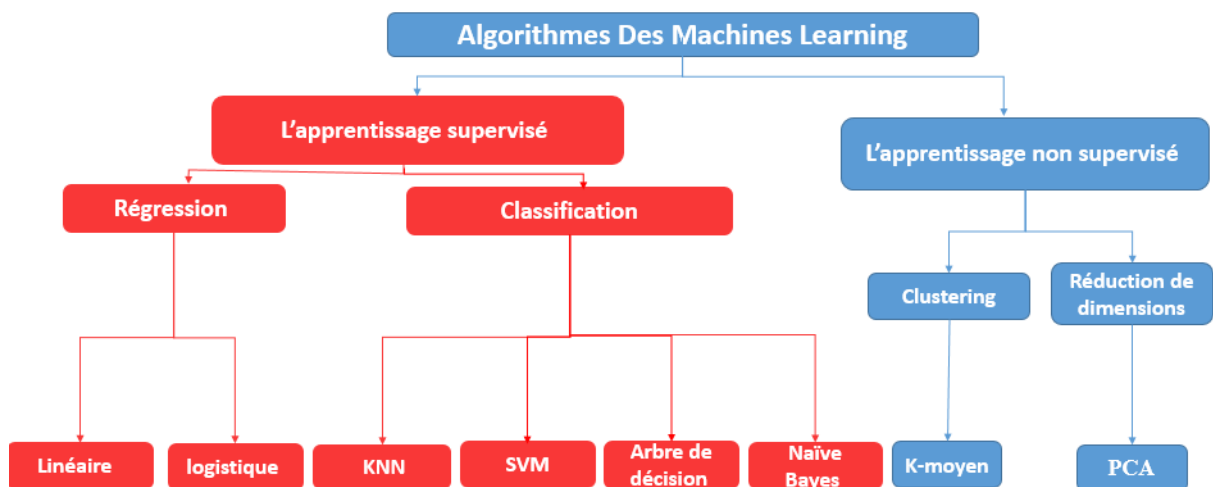 Algorithmes Des Machines Learning
L'apprentissage supervisé
L'apprentissage non supervisé
Régression
Classification
Clustering
Réduction de
dimensions
Linéaire
logistique
KNN
SVM
Arbre de
décision
Naïve
Bayes
K-moyen
PCA